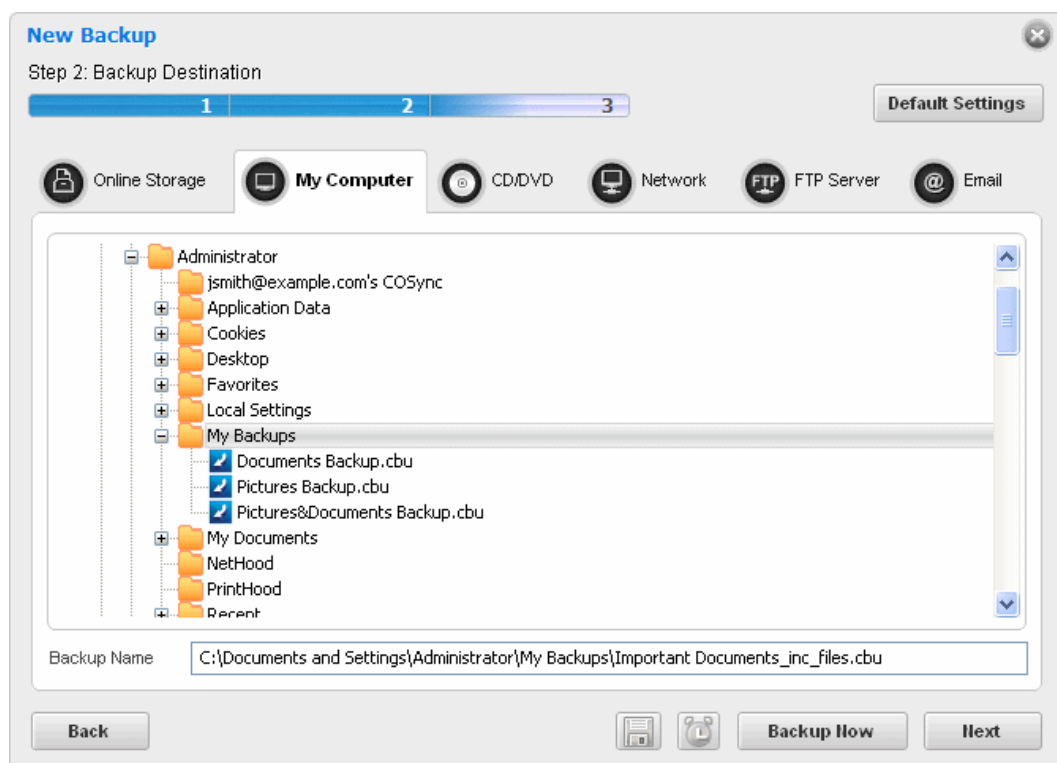 New Backup
Step 2: Backup Destination
1 2 3
Default Settings
Online Storage My Computer CD/DVD Network FTP FTP Server @ Email
Administrator
jsmith@example.com's COSync
Application Data
Cookies
Desktop
Favorites
Local Settings
My Backups
Documents Backup.cbu
Pictures Backup.cbu
Pictures&Documents Backup.cbu
My Documents
NetHood
PrintHood
Recent
Backup Name C:\Documents and Settings\Administrator\My Backups\Important Documents_inc_files.cbu
Back Backup Now Next